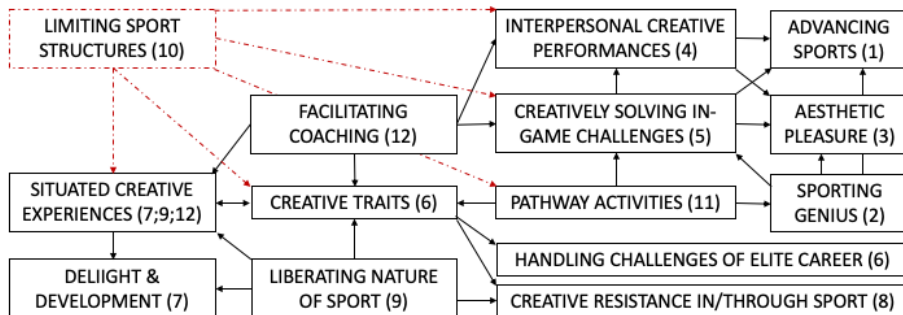 LIMITING SPORT
STRUCTURES (10)
INTERPERSONAL CREATIVE
PERFORMANCES (4)
ADVANCING
SPORTS (1)
FACILITATING
COACHING (12)
CREATIVELY SOLVING IN-
GAME CHALLENGES (5)
AESTHETIC
PLEASURE (3)
SITUATED CREATIVE
EXPERIENCES (7;9;12)
CREATIVE TRAITS (6)
PATHWAY ACTIVITIES (11)
SPORTING
GENIUS (2)
DELIIGHT &
DEVELOPMENT (7)
LIBERATING NATURE
OF SPORT (9)
HANDLING CHALLENGES OF ELITE CAREER (6)
CREATIVE RESISTANCE IN/THROUGH SPORT (8)